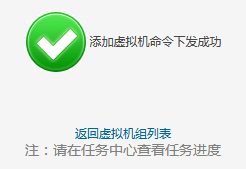 添加虚拟机命令下发成功
返回虚拟机组列表
注：请在任务中心查看任务进度